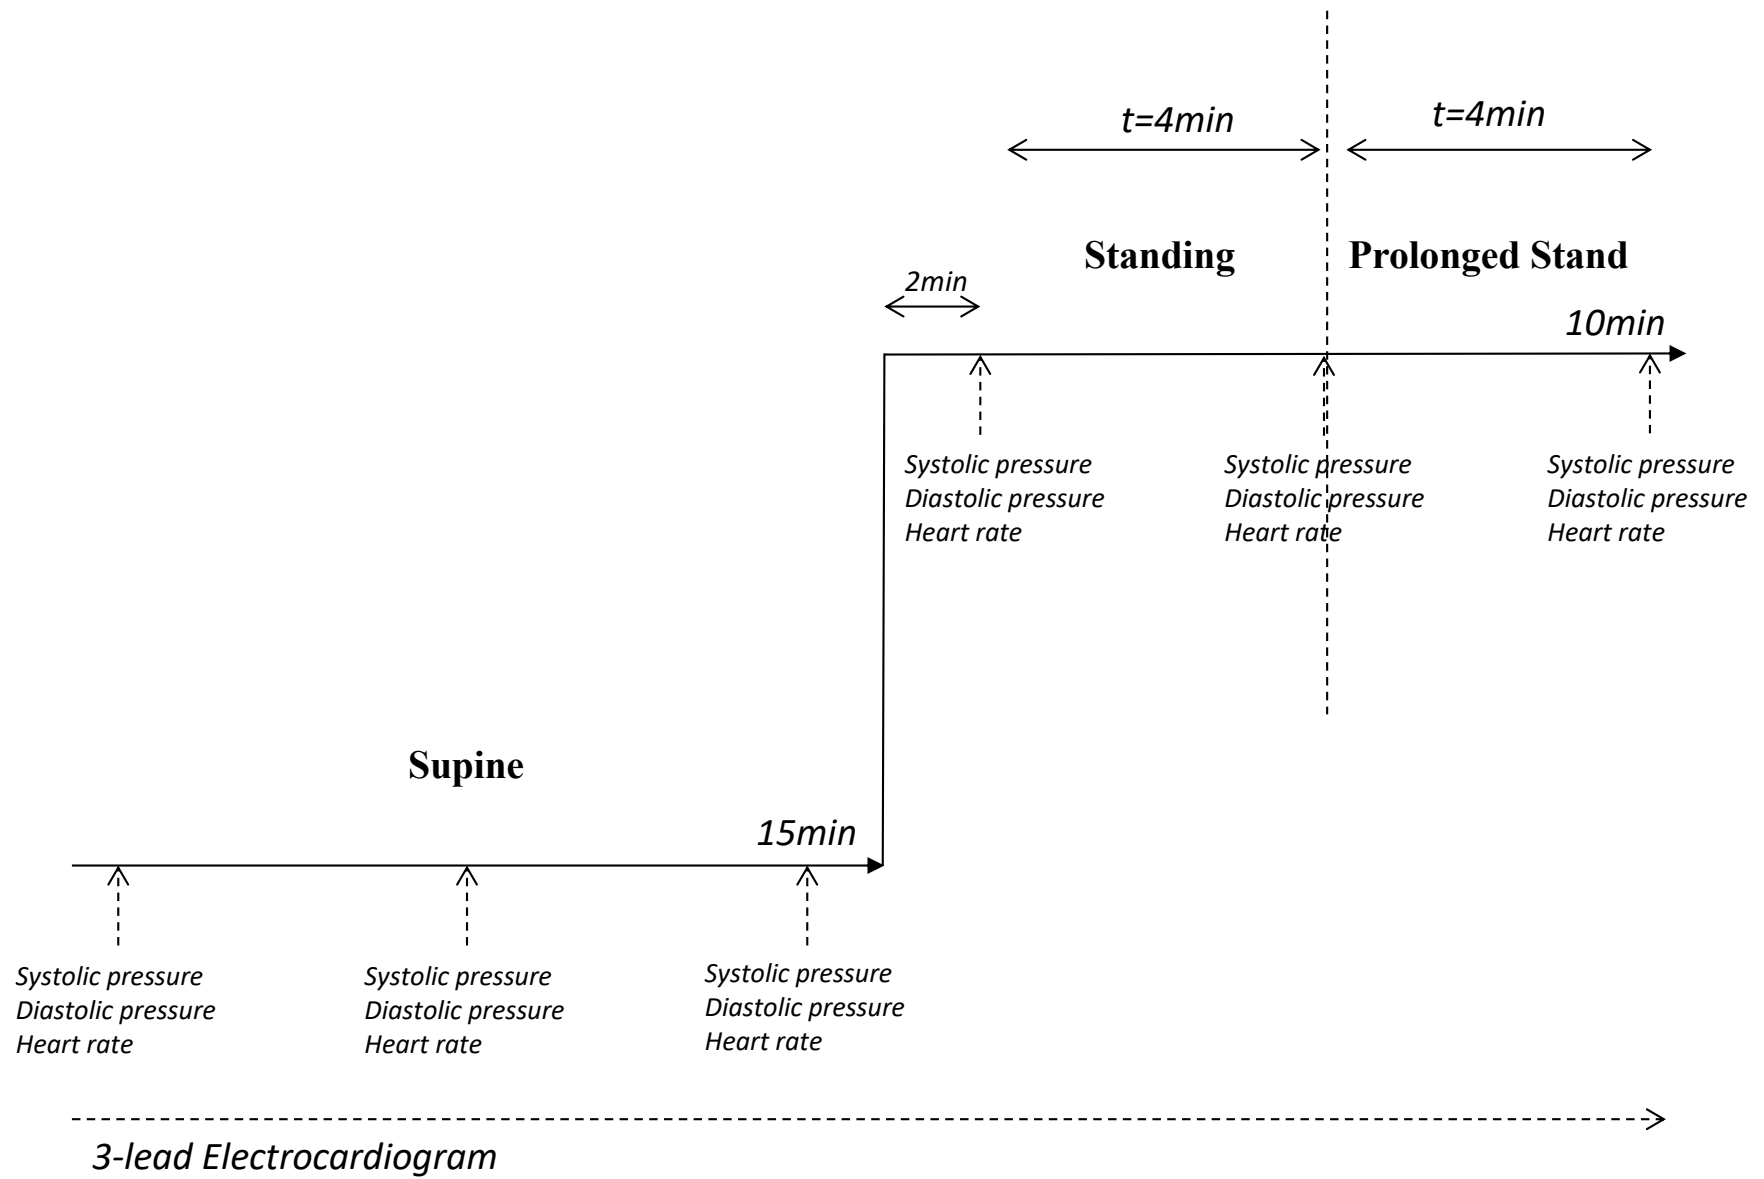 t=4min
t=4min
Standing
Prolonged Stand
2min
10min
Systolic pressure
Diastolic pressure
Heart rate
Systolic pressure
Diastolic pressure
Heart rate
Systolic pressure
Diastolic pressure
Heart rate
Supine
15min
Systolic pressure
Diastolic pressure
Heart rate
Systolic pressure
Diastolic pressure
Heart rate
Systolic pressure
Diastolic pressure
Heart rate
3-lead Electrocardiogram